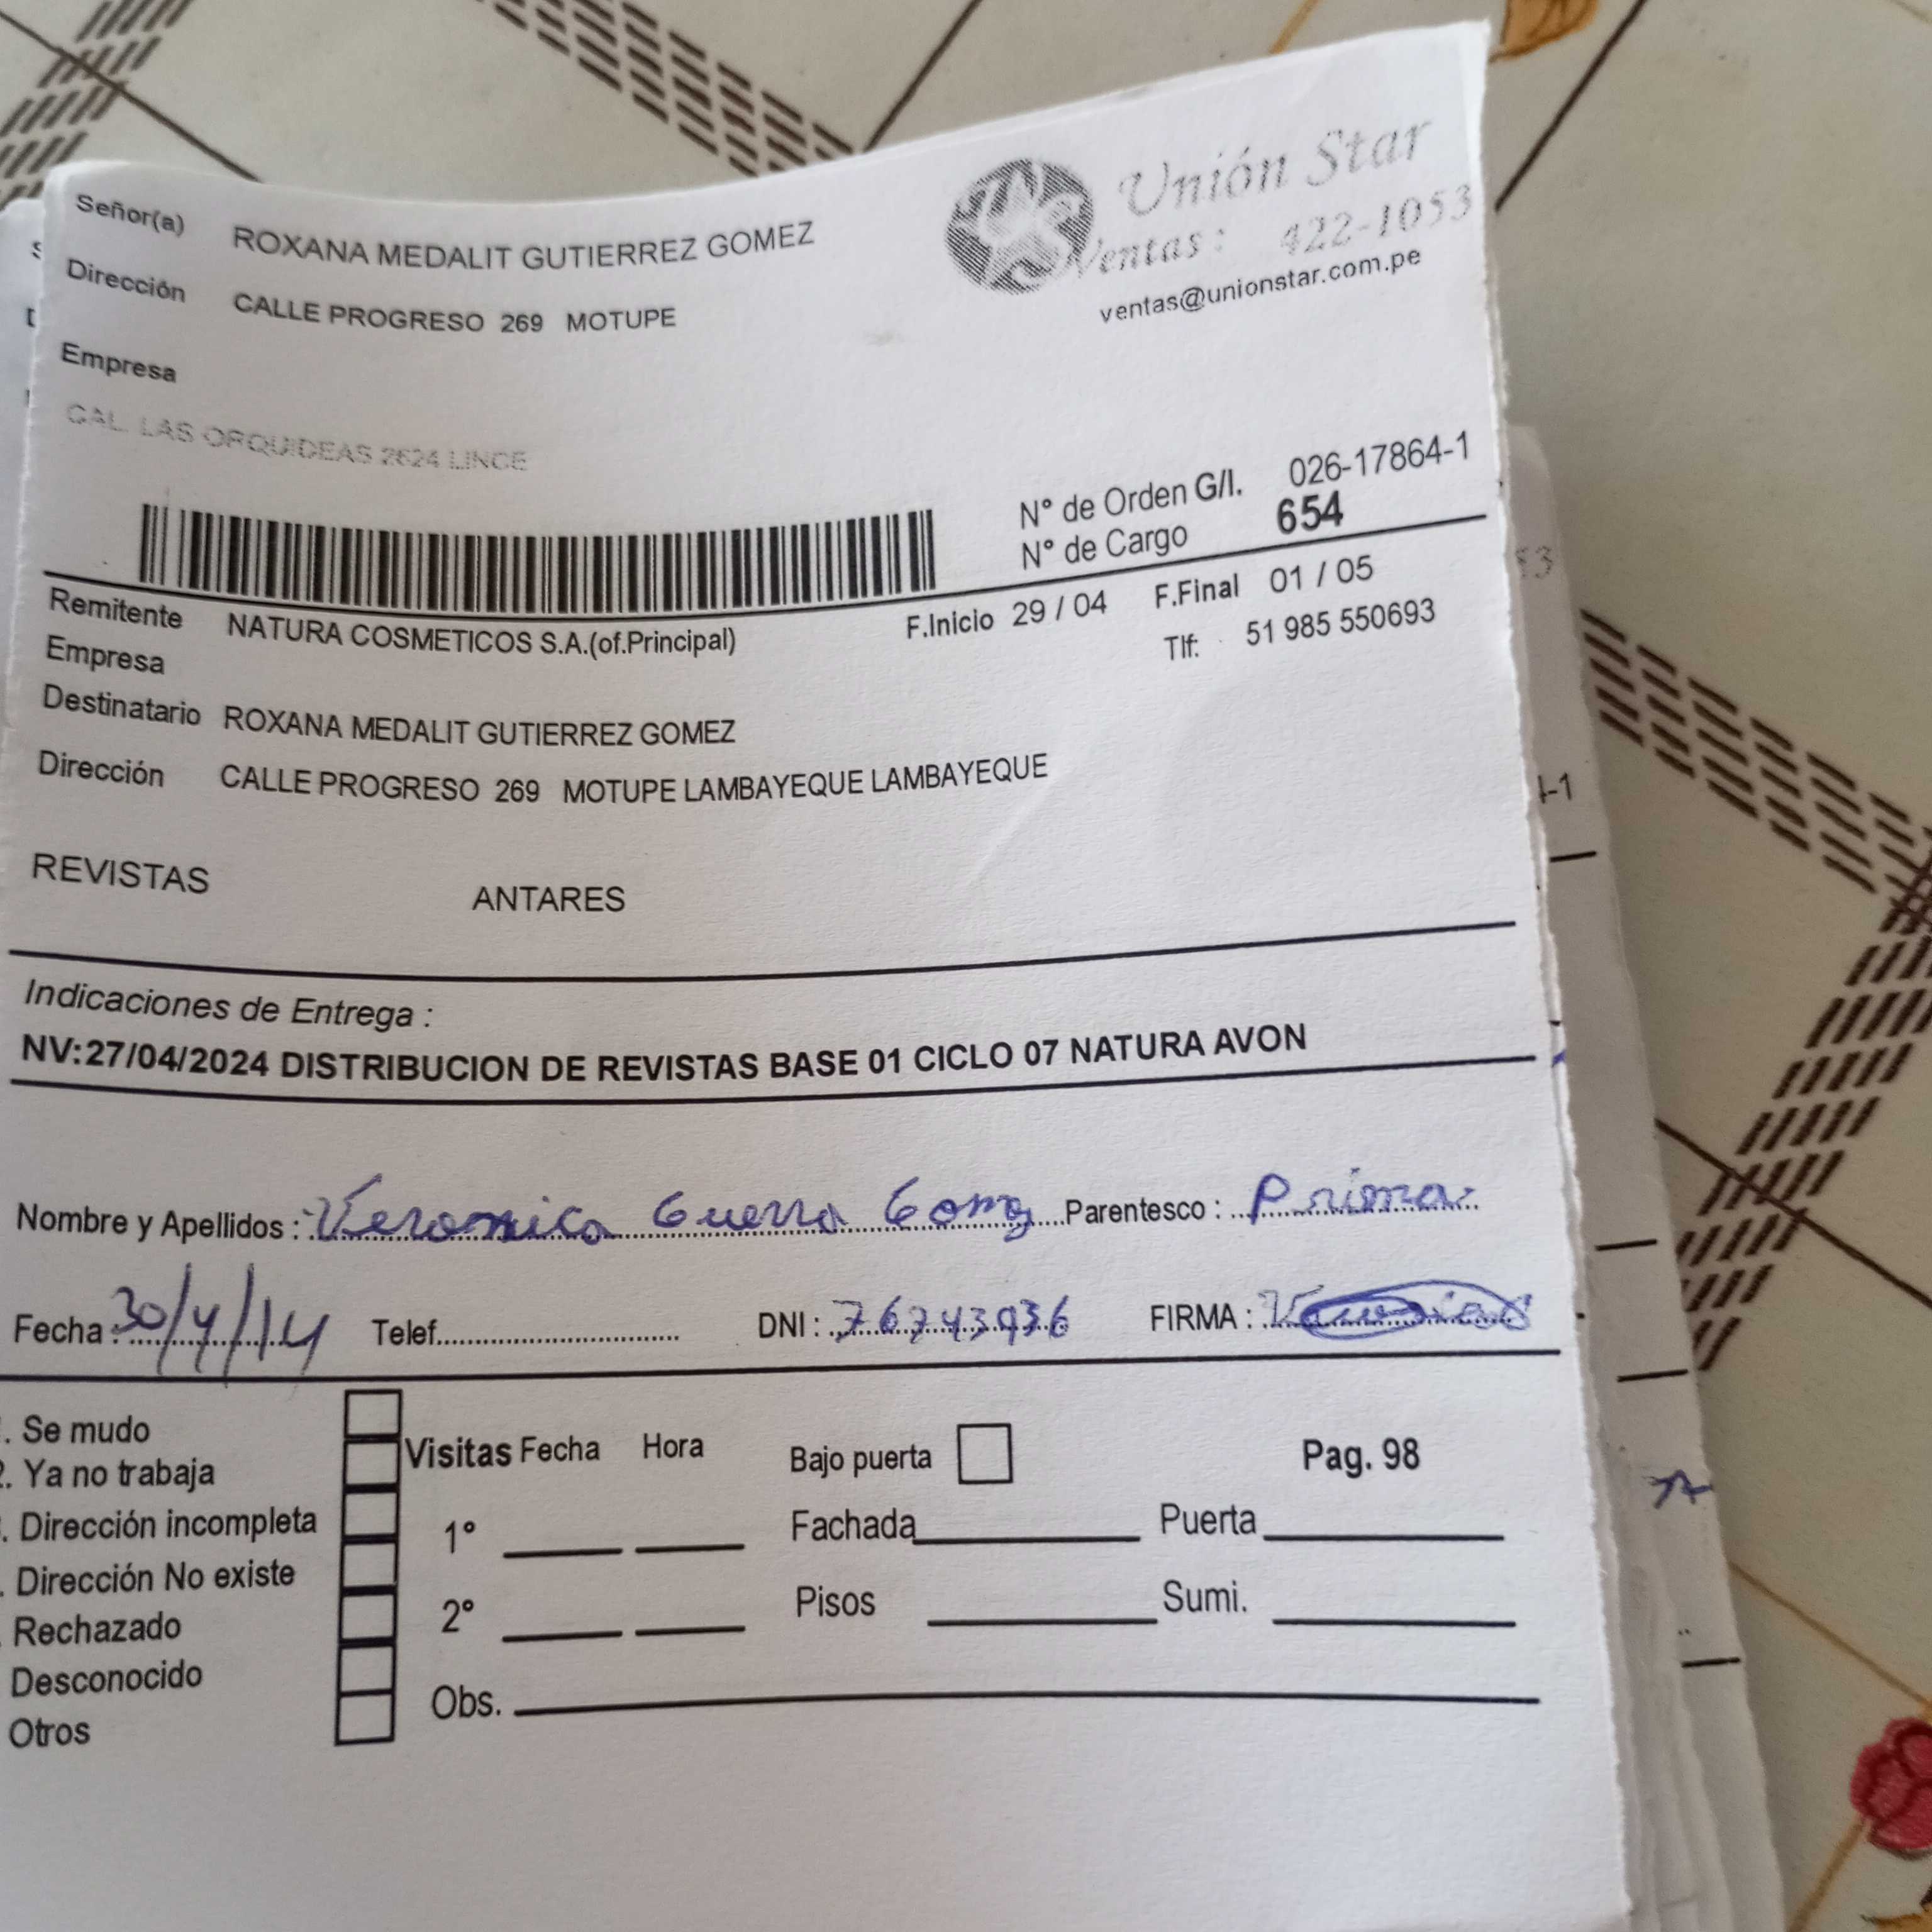 Señor(a) ROXANA MEDALIT GUTIERREZ GOMEZ
Unión Star
Ventas: 422-1053
ventas@unionstar.com.pe
Dirección CALLE PROGRESO 269 MOTUPE
Empresa
CAL. LAS ORQUIDEAS 2624 LINCE
N° de Orden G/I. 026-17864-1
N° de Cargo 654
Remitente NATURA COSMETICOS S.A.(of.Principal) F.Inicio 29 / 04 F.Final 01 / 05
Empresa Tlf: 51 985 550693
Destinatario ROXANA MEDALIT GUTIERREZ GOMEZ
Dirección CALLE PROGRESO 269 MOTUPE LAMBAYEQUE LAMBAYEQUE
REVISTAS ANTARES
Indicaciones de Entrega :
NV:27/04/2024 DISTRIBUCION DE REVISTAS BASE 01 CICLO 07 NATURA AVON
Nombre y Apellidos : Veronica Guerra Gomz Parentesco : Prima
Fecha : 30/4/14 Telef. DNI : 76743936 FIRMA :
. Se mudo
2. Ya no trabaja
. Dirección incompleta
. Dirección No existe
. Rechazado
Desconocido
Otros
Visitas Fecha Hora
1°
2°
Obs.
Bajo puerta Pag. 98
Fachada Puerta
Pisos Sumi.
53
4-1